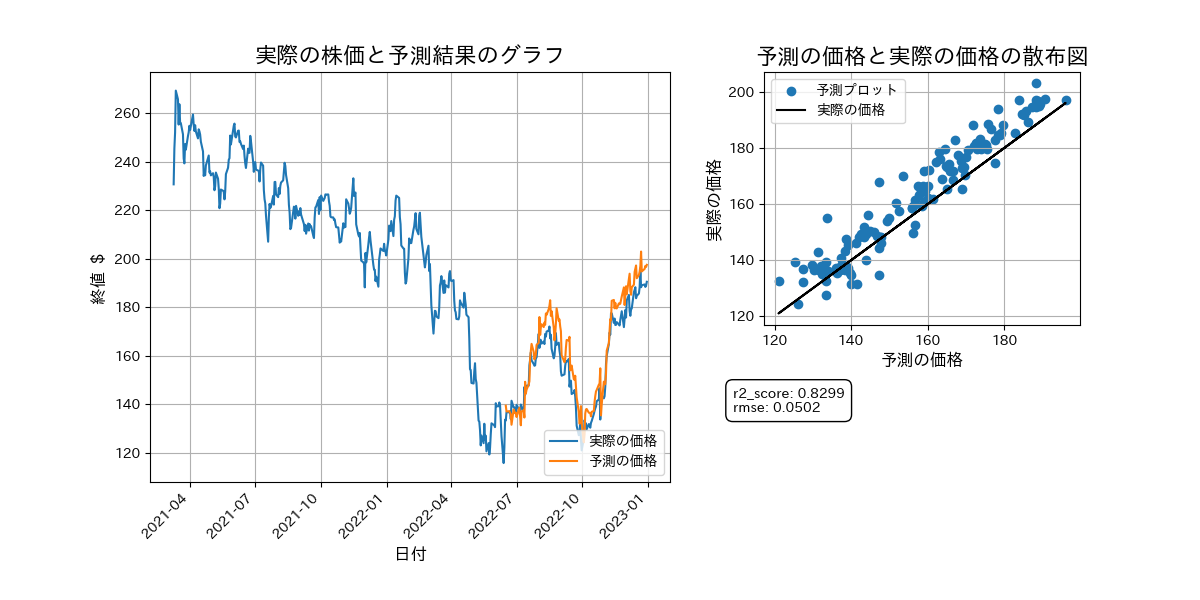 実際の株価と予測結果のグラフ
260
240
220
200
180
160
140
120
終値 $
2021-04
2021-07
2021-10
2022-01
2022-04
2022-07
2022-10
2023-01
日付
実際の価格
予測の価格
予測の価格と実際の価格の散布図
予測プロット
実際の価格
200
180
160
140
120
実際の価格
120
140
160
180
予測の価格
r2_score: 0.8299
rmse: 0.0502